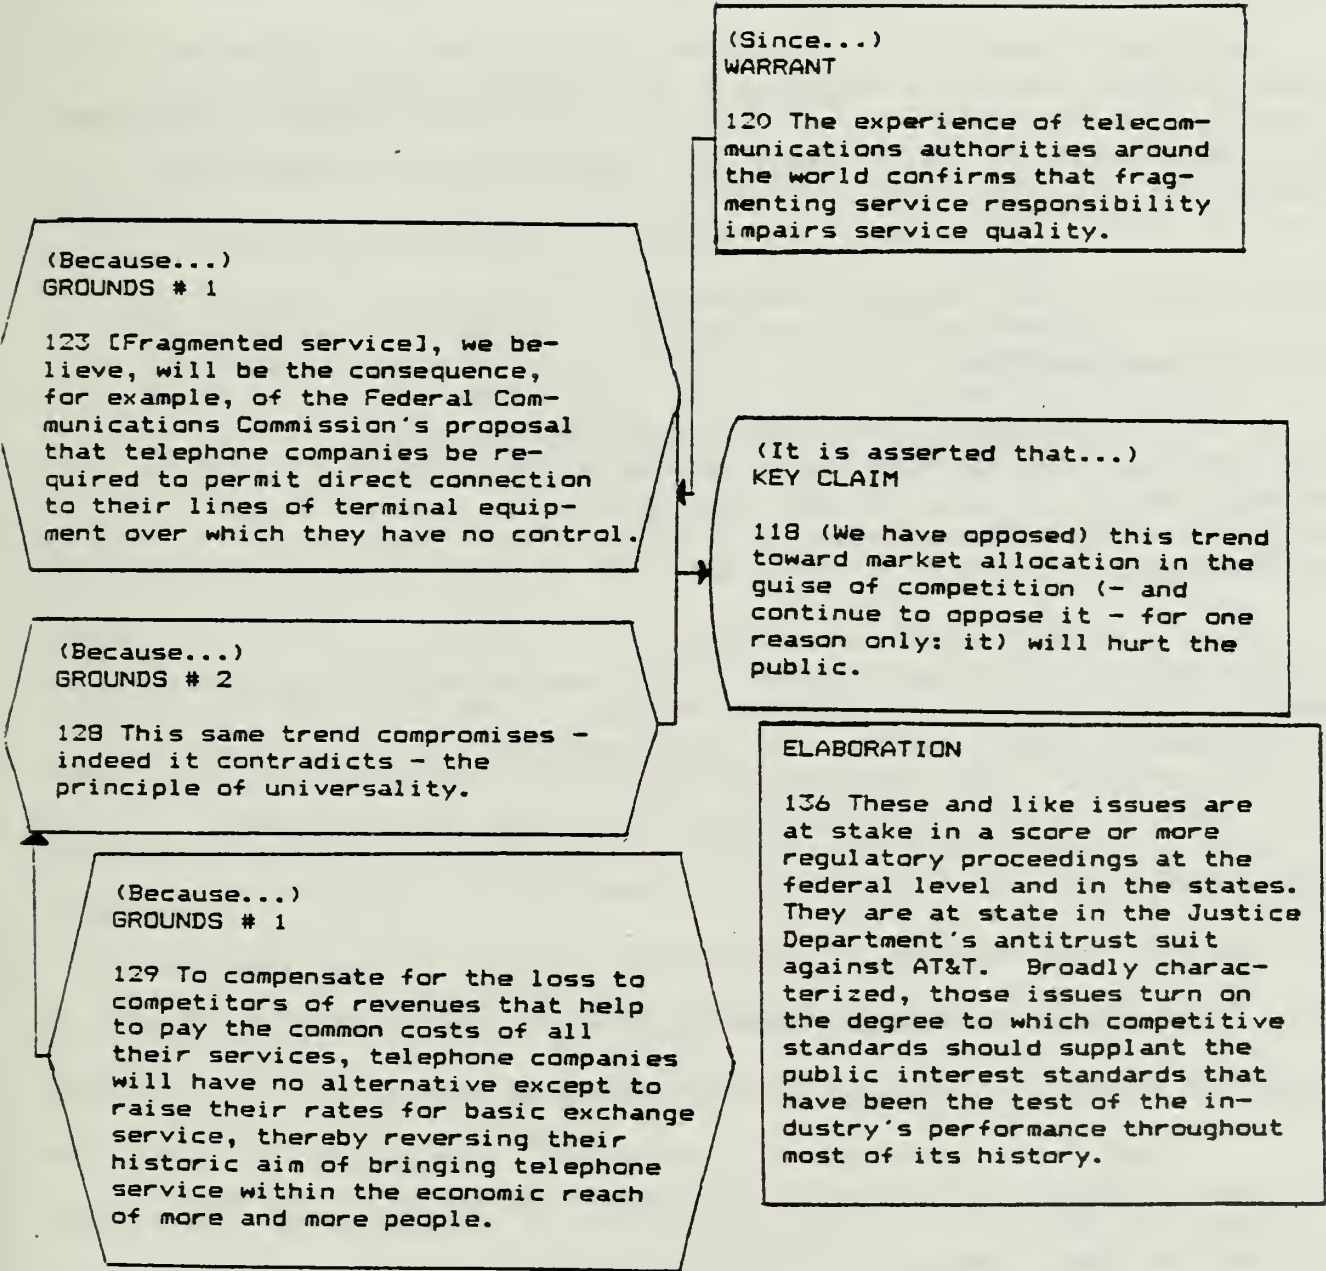 (Since...)
WARRANT
120 The experience of telecom-
munications authorities around
the world confirms that frag-
menting service responsibility
impairs service quality.
(Because...)
GROUNDS # 1
123 [Fragmented service], we be-
lieve, will be the consequence,
for example, of the Federal Com-
munications Commission's proposal
that telephone companies be re-
quired to permit direct connection
to their lines of terminal equip-
ment over which they have no control.
(It is asserted that...)
KEY CLAIM
118 (We have opposed) this trend
toward market allocation in the
guise of competition (- and
continue to oppose it - for one
reason only: it) will hurt the
public.
(Because...)
GROUNDS # 2
128 This same trend compromises -
indeed it contradicts - the
principle of universality.
ELABORATION
136 These and like issues are
at stake in a score or more
regulatory proceedings at the
federal level and in the states.
They are at state in the Justice
Department's antitrust suit
against AT&T.  Broadly charac-
terized, those issues turn on
the degree to which competitive
standards should supplant the
public interest standards that
have been the test of the in-
dustry's performance throughout
most of its history.
(Because...)
GROUNDS # 1
129 To compensate for the loss to
competitors of revenues that help
to pay the common costs of all
their services, telephone companies
will have no alternative except to
raise their rates for basic exchange
service, thereby reversing their
historic aim of bringing telephone
service within the economic reach
of more and more people.